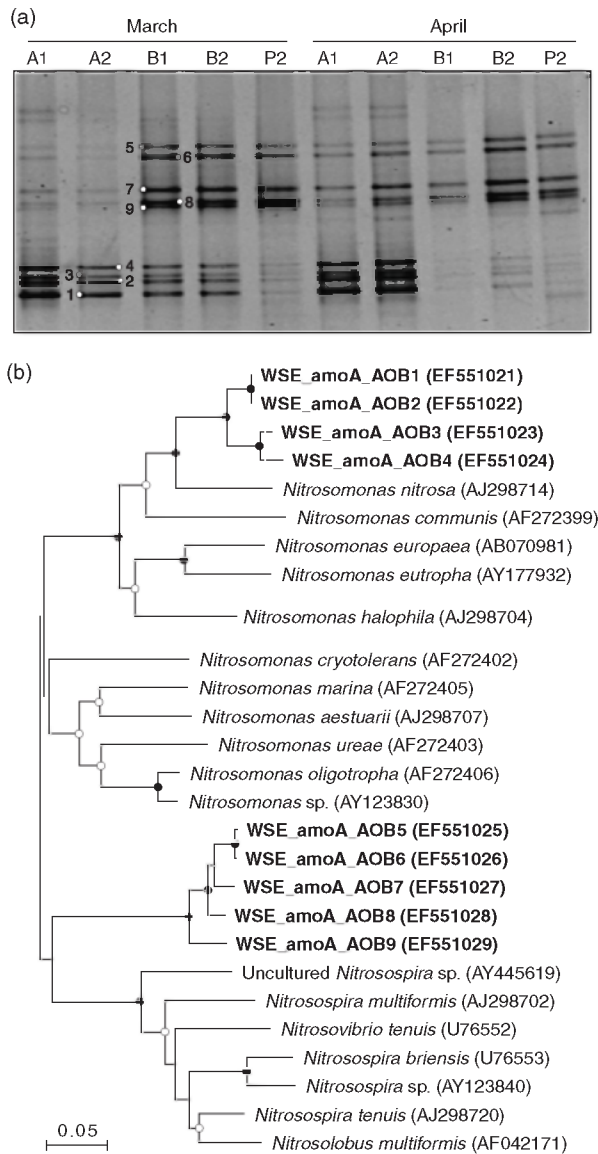 (a)
March April
A1 A2 B1 B2 P2 A1 A2 B1 B2 P2
5 6
7
8
9
4
3
2
1
(b)
WSE_amoA_AOB1 (EF551021)
WSE_amoA_AOB2 (EF551022)
WSE_amoA_AOB3 (EF551023)
WSE_amoA_AOB4 (EF551024)
Nitrosomonas nitrosa (AJ298714)
Nitrosomonas communis (AF272399)
Nitrosomonas europaea (AB070981)
Nitrosomonas eutropha (AY177932)
Nitrosomonas halophila (AJ298704)
Nitrosomonas cryotolerans (AF272402)
Nitrosomonas marina (AF272405)
Nitrosomonas aestuarii (AJ298707)
Nitrosomonas ureae (AF272403)
Nitrosomonas oligotropha (AF272406)
Nitrosomonas sp. (AY123830)
WSE_amoA_AOB5 (EF551025)
WSE_amoA_AOB6 (EF551026)
WSE_amoA_AOB7 (EF551027)
WSE_amoA_AOB8 (EF551028)
WSE_amoA_AOB9 (EF551029)
Uncultured Nitrosospira sp. (AY445619)
Nitrosospira multiformis (AJ298702)
Nitrosovibrio tenuis (U76552)
Nitrosospira briensis (U76553)
Nitrosospira sp. (AY123840)
Nitrosospira tenuis (AJ298720)
Nitrosolobus multiformis (AF042171)
0.05